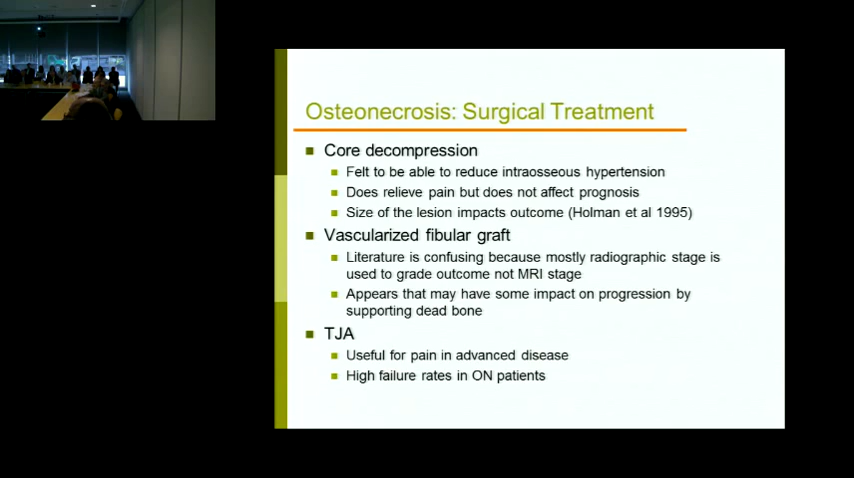 Osteonecrosis: Surgical Treatment
Core decompression
Felt to be able to reduce intraosseous hypertension
Does relieve pain but does not affect prognosis
Size of the lesion impacts outcome (Holman et al 1995)
Vascularized fibular graft
Literature is confusing because mostly radiographic stage is
used to grade outcome not MRI stage
Appears that may have some impact on progression by
supporting dead bone
TJA
Useful for pain in advanced disease
High failure rates in ON patients